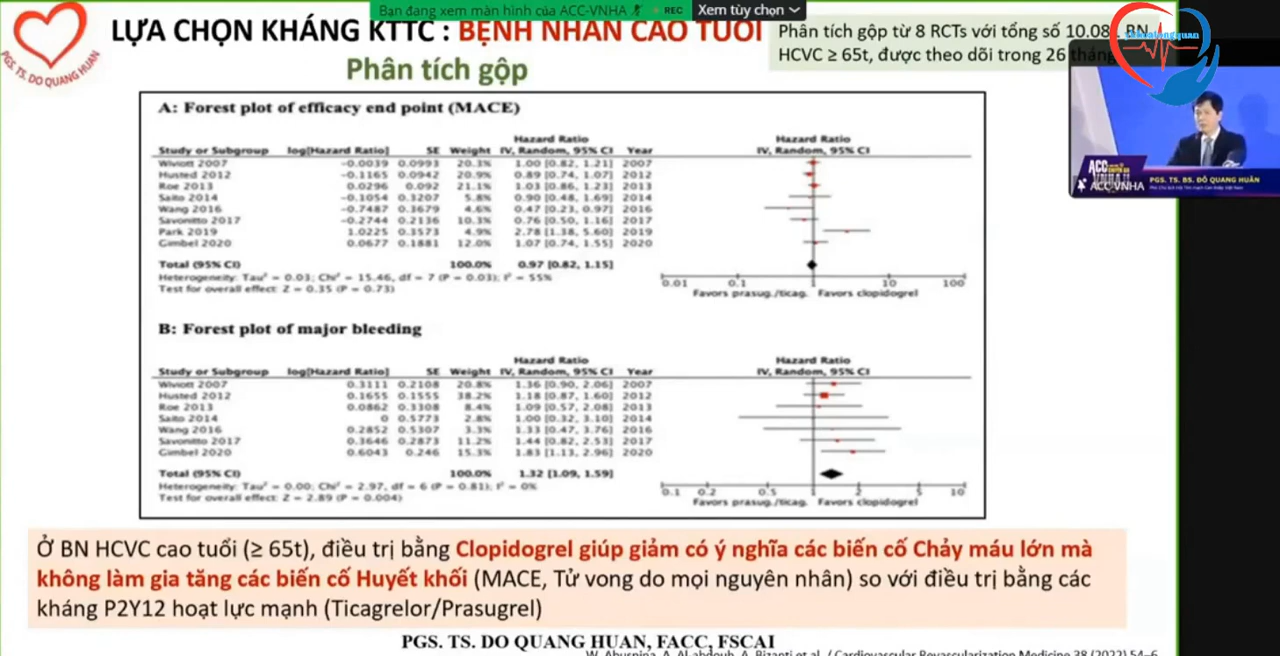 Bạn đang xem màn hình của ACC-VNHA
REC
Xem tùy chọn
PGS. TS. DO QUANG HUAN
LỰA CHỌN KHÁNG KTTC : BỆNH NHÂN CAO TUỔI
Phân tích gộp
Phân tích gộp từ 8 RCTs với tổng số 10.08 BN
HCVC ≥ 65t, được theo dõi trong 26 tháng
ACC
ACC-VNHA
PGS. TS. BS. ĐỖ QUANG HUÂN
A: Forest plot of efficacy end point (MACE)
Hazard Ratio Hazard Ratio
Study or Subgroup log[Hazard Ratio] SE Weight IV, Random, 95% CI Year IV, Random, 95% CI
Wiviott 2007 -0.0039 0.0993 20.3% 1.00 [0.82, 1.21] 2007
Husted 2012 -0.1165 0.0942 20.9% 0.89 [0.74, 1.07] 2012
Roe 2013 0.0296 0.092 21.1% 1.03 [0.86, 1.23] 2013
Saito 2014 -0.1054 0.3207 5.8% 0.90 [0.48, 1.69] 2014
Wang 2016 -0.7487 0.3679 4.6% 0.47 [0.23, 0.97] 2016
Savonitto 2017 -0.2744 0.2136 10.3% 0.76 [0.50, 1.16] 2017
Park 2019 1.0225 0.3573 4.9% 2.78 [1.38, 5.60] 2019
Gimbel 2020 0.0677 0.1881 12.0% 1.07 [0.74, 1.55] 2020
Total (95% CI) 100.0% 0.97 [0.82, 1.15]
Heterogeneity: Tau² = 0.03; Chi² = 15.46, df = 7 (P = 0.03); I² = 55%
Test for overall effect: Z = 0.35 (P = 0.73)
0.01 0.1 1 10 100
Favors prasug./ticag. Favors clopidogrel
B: Forest plot of major bleeding
Hazard Ratio Hazard Ratio
Study or Subgroup log[Hazard Ratio] SE Weight IV, Random, 95% CI Year IV, Random, 95% CI
Wiviott 2007 0.3111 0.2108 20.8% 1.36 [0.90, 2.06] 2007
Husted 2012 0.1655 0.1555 38.2% 1.18 [0.87, 1.60] 2012
Roe 2013 0.0862 0.3308 8.4% 1.09 [0.57, 2.08] 2013
Saito 2014 0 0.5773 2.8% 1.00 [0.32, 3.10] 2014
Wang 2016 0.2852 0.5307 3.3% 1.33 [0.47, 3.76] 2016
Savonitto 2017 0.3646 0.2873 11.2% 1.44 [0.82, 2.53] 2017
Gimbel 2020 0.6043 0.246 15.3% 1.83 [1.13, 2.96] 2020
Total (95% CI) 100.0% 1.32 [1.09, 1.59]
Heterogeneity: Tau² = 0.00; Chi² = 2.97, df = 6 (P = 0.81); I² = 0%
Test for overall effect: Z = 2.89 (P = 0.004)
0.1 0.2 0.5 1 2 5 10
Favors prasug./ticag. Favors clopidogrel
Ở BN HCVC cao tuổi (≥ 65t), điều trị bằng Clopidogrel giúp giảm có ý nghĩa các biến cố Chảy máu lớn mà
không làm gia tăng các biến cố Huyết khối (MACE, Tử vong do mọi nguyên nhân) so với điều trị bằng các
kháng P2Y12 hoạt lực mạnh (Ticagrelor/Prasugrel)
PGS. TS. DO QUANG HUAN, FACC, FSCAI
Cardiovascular Revascularization Medicine 38 (2022) 54–6